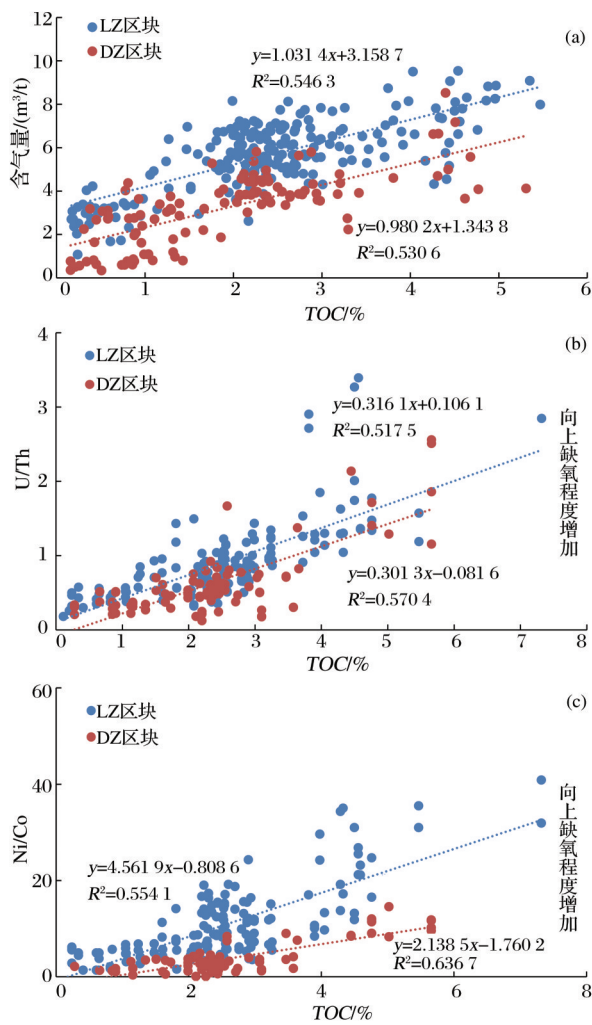 (a)
LZ区块
DZ区块
y=1.031 4x+3.158 7
R²=0.546 3
y=0.980 2x+1.343 8
R²=0.530 6
含气量/(m³/t)
12
10
8
6
4
2
0
0 1 2 3 4 5 6
TOC/%
(b)
LZ区块
DZ区块
y=0.316 1x+0.106 1
R²=0.517 5
y=0.301 3x−0.081 6
R²=0.570 4
向上缺氧程度增加
U/Th
4
3
2
1
0
0 1 2 3 4 5 6 7 8
TOC/%
(c)
LZ区块
DZ区块
y=4.561 9x−0.808 6
R²=0.554 1
y=2.138 5x−1.760 2
R²=0.636 7
向上缺氧程度增加
Ni/Co
60
40
20
0
0 1 2 3 4 5 6 7 8
TOC/%